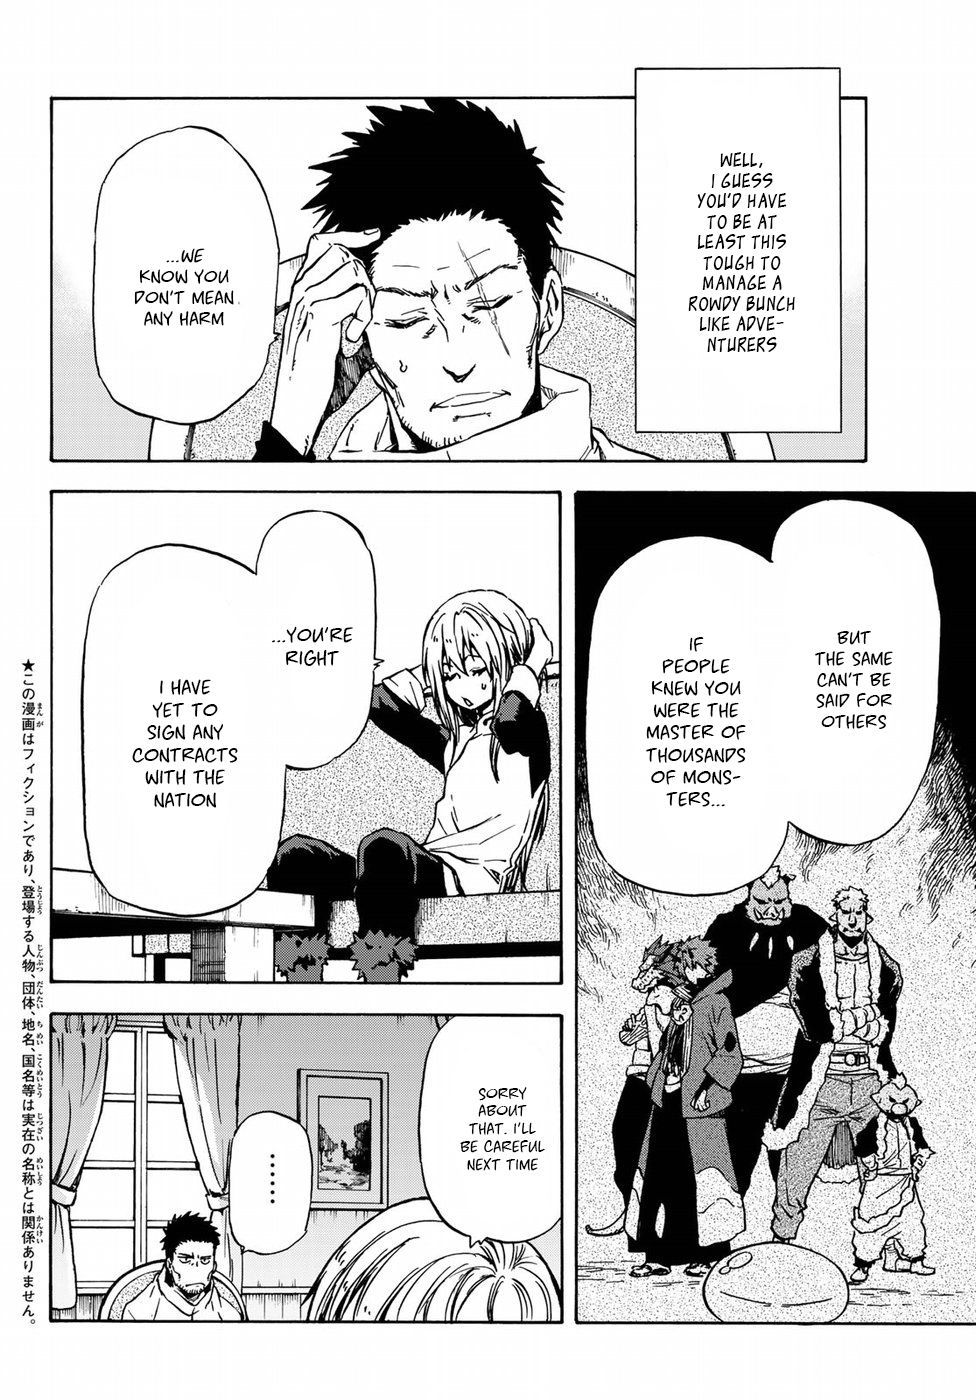 WELL,
I GUESS
YOU'D HAVE
TO BE AT
LEAST THIS
TOUGH TO
MANAGE A
ROWDY BUNCH
LIKE ADVE-
NTURERS
...WE
KNOW YOU
DON'T MEAN
ANY HARM
BUT
THE SAME
CAN'T BE
SAID FOR
OTHERS
IF
PEOPLE
KNEW YOU
WERE THE
MASTER OF
THOUSANDS
OF MONS-
TERS...
...YOU'RE
RIGHT
I HAVE
YET TO
SIGN ANY
CONTRACTS
WITH THE
NATION
SORRY
ABOUT
THAT. I'LL
BE CAREFUL
NEXT TIME
......
★この漫画はフィクションであり、登場する人物、団体、地名、国名等は実在の名称とは関係ありません。